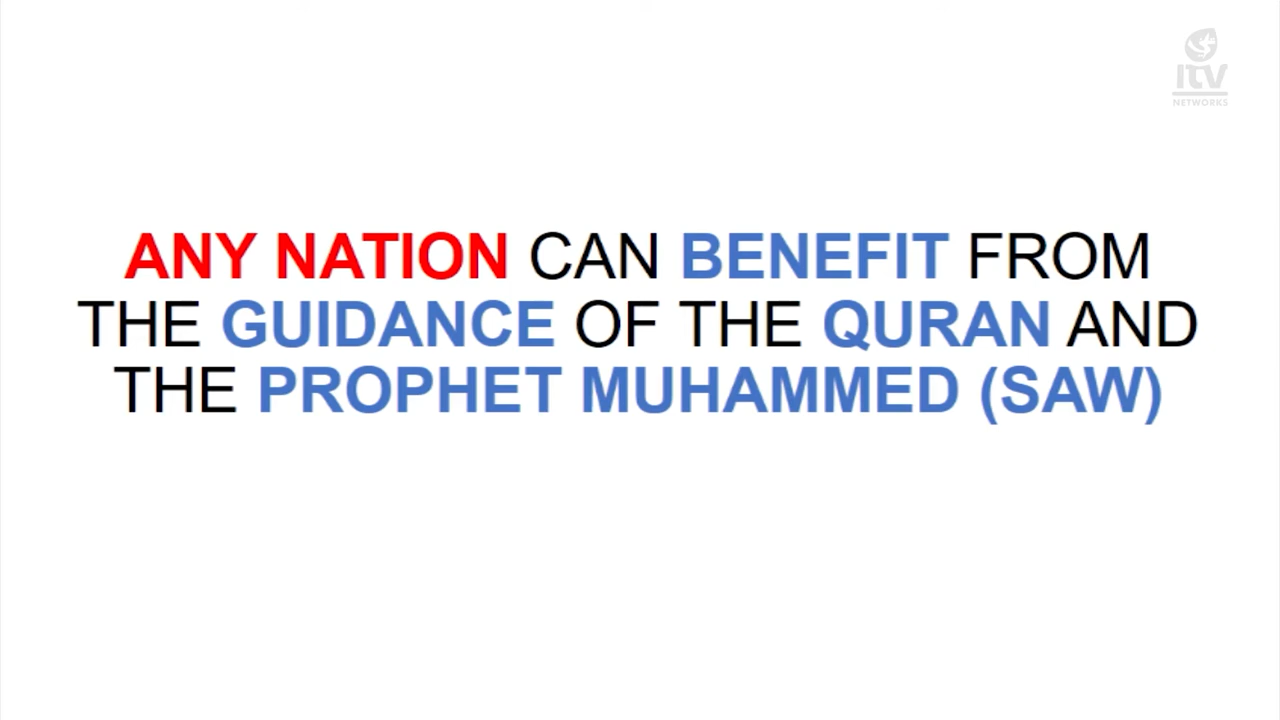 ITV
NETWORKS
ANY NATION CAN BENEFIT FROM
THE GUIDANCE OF THE QURAN AND
THE PROPHET MUHAMMED (SAW)